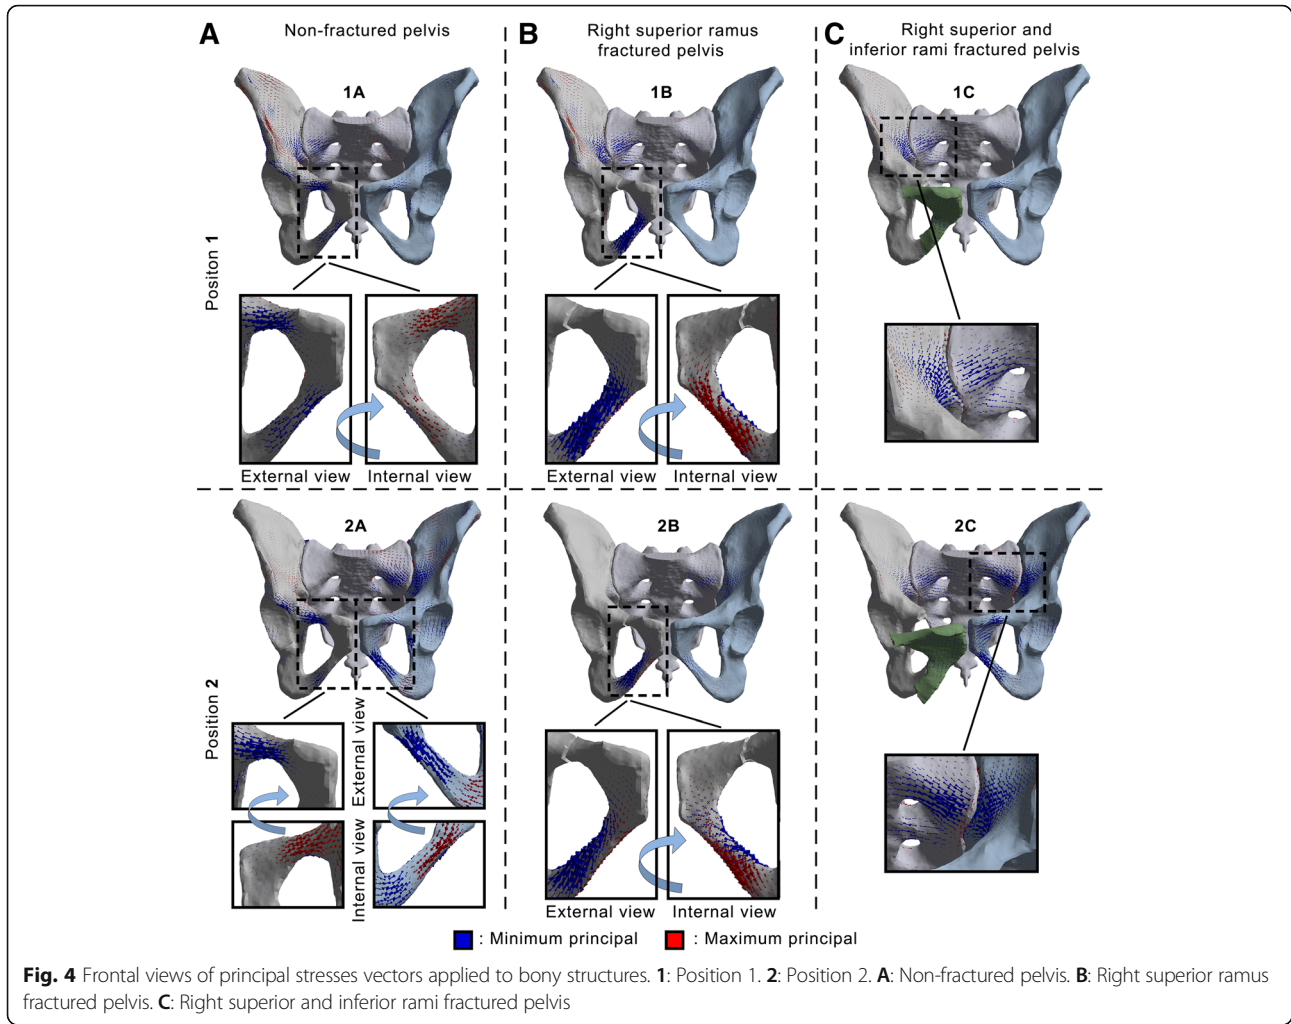 A
Non-fractured pelvis
B
Right superior ramus
fractured pelvis
C
Right superior and
inferior rami fractured pelvis
1A
1B
1C
Positon 1
External view
Internal view
External view
Internal view
2A
2B
2C
Position 2
External view
Internal view
External view
Internal view
: Minimum principal
: Maximum principal
Fig. 4 Frontal views of principal stresses vectors applied to bony structures. 1: Position 1. 2: Position 2. A: Non-fractured pelvis. B: Right superior ramus
fractured pelvis. C: Right superior and inferior rami fractured pelvis